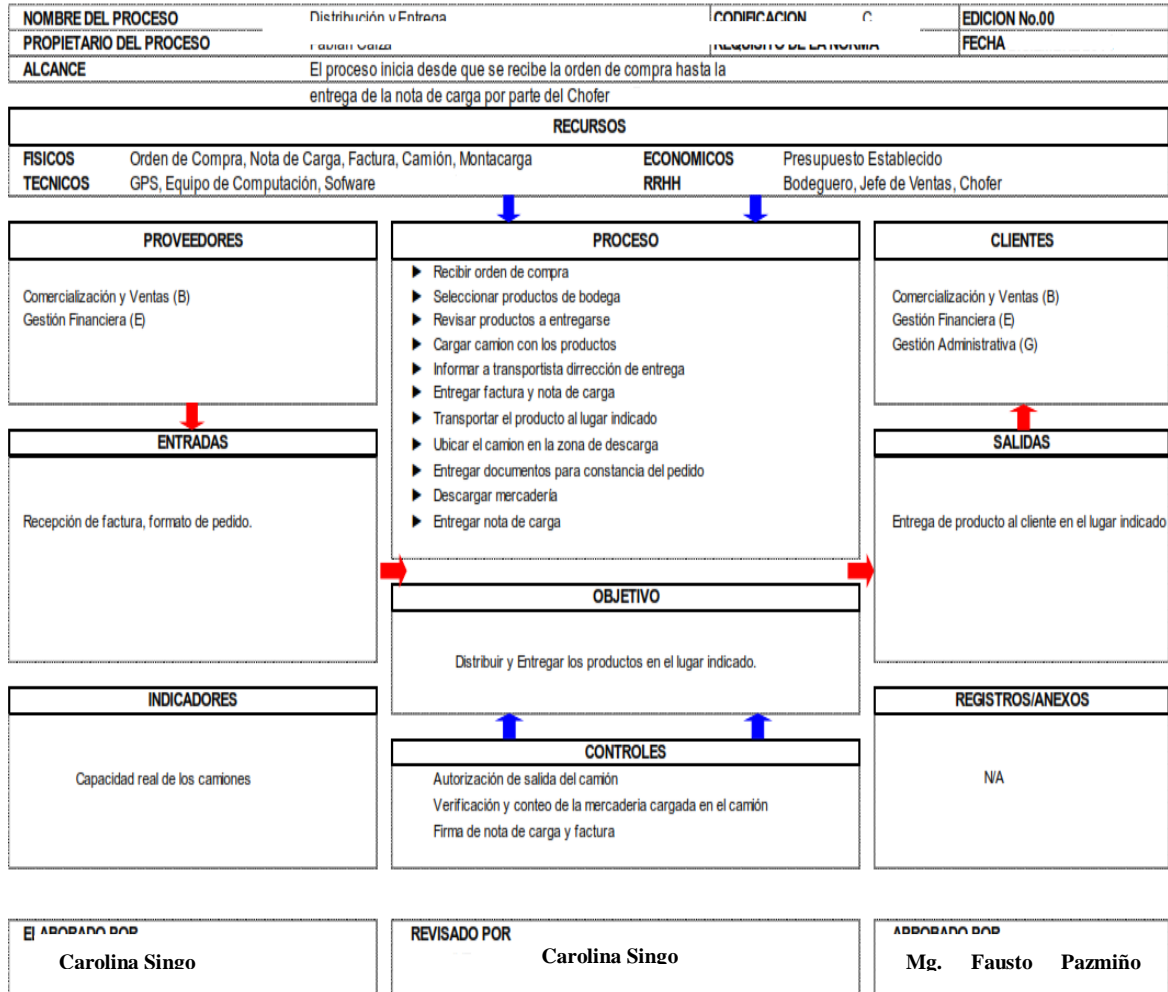 NOMBRE DEL PROCESO Distribución y Entrega CODIFICACION C EDICION No.00
PROPIETARIO DEL PROCESO REQUISITO DE LA NORMA FECHA
ALCANCE El proceso inicia desde que se recibe la orden de compra hasta la
entrega de la nota de carga por parte del Chofer
RECURSOS
FISICOS Orden de Compra, Nota de Carga, Factura, Camión, Montacarga ECONOMICOS Presupuesto Establecido
TECNICOS GPS, Equipo de Computación, Sofware RRHH Bodeguero, Jefe de Ventas, Chofer
PROVEEDORES
Comercialización y Ventas (B)
Gestión Financiera (E)
PROCESO
Recibir orden de compra
Seleccionar productos de bodega
Revisar productos a entregarse
Cargar camion con los productos
Informar a transportista dirrección de entrega
Entregar factura y nota de carga
Transportar el producto al lugar indicado
Ubicar el camion en la zona de descarga
Entregar documentos para constancia del pedido
Descargar mercadería
Entregar nota de carga
CLIENTES
Comercialización y Ventas (B)
Gestión Financiera (E)
Gestión Administrativa (G)
ENTRADAS
Recepción de factura, formato de pedido.
SALIDAS
Entrega de producto al cliente en el lugar indicado
OBJETIVO
Distribuir y Entregar los productos en el lugar indicado.
INDICADORES
Capacidad real de los camiones
CONTROLES
Autorización de salida del camión
Verificación y conteo de la mercaderia cargada en el camión
Firma de nota de carga y factura
REGISTROS/ANEXOS
N/A
ELABORADO POR
Carolina Singo
REVISADO POR
Carolina Singo
APROBADO POR
Mg. Fausto Pazmiño